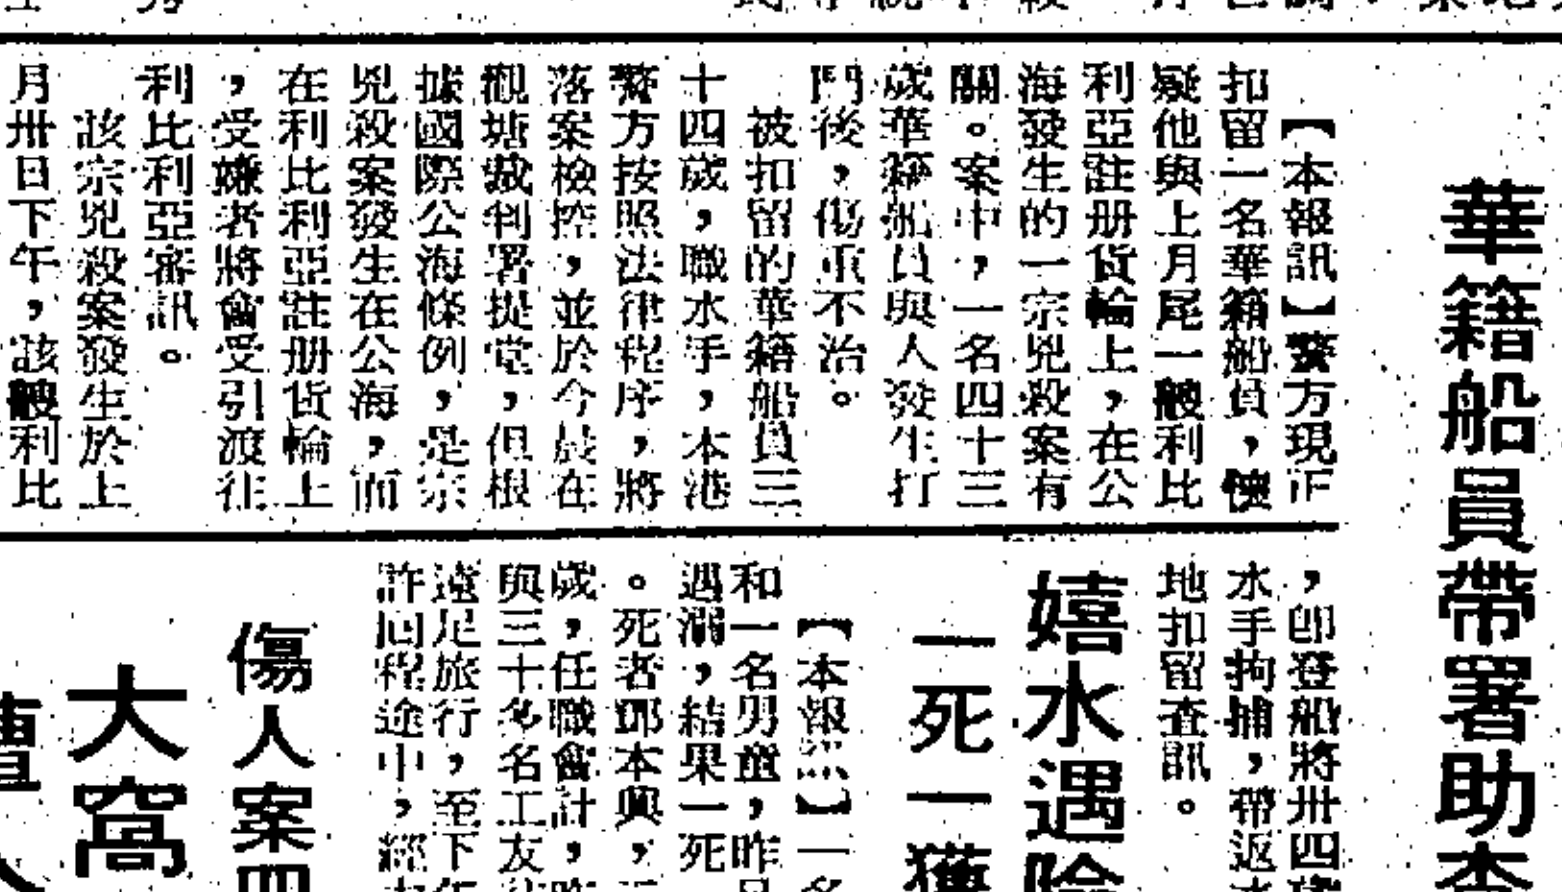 華籍船員帶署助查
【本報訊】警方現正
扣留一名華籍船員，懷
疑他與上月尾一艘利比
利亞註册貨輪上，在公
海發生的一宗兇殺案有
關。案中，一名四十三
歲華籍船員與人發生打
鬥後，傷重不治。
被扣留的華籍船員三
十四歲，職水手，本港
警方按照法律程序，將
落案檢控，並於今晨在
觀塘裁判署提堂，但根
據國際公海條例，是宗
兇殺案發生在公海，而
在利比利亞註册货輪上
，受嫌者將會受引渡往
利比利亞審訊。
該宗兇殺案發生於上
月卅日下午，該艘利比
，卽登船將卅四歲
水手拘捕，帶返
地扣留查訊。
嬉水遇險
一死一獲
【本報訊】一名
和一名男童，昨
遇溺，結果一死
。死者鄧本興，
歲，任職會計，昨
與三十多名工友
遠足旅行，至下午
許回程途中，經
傷人案四
大窩